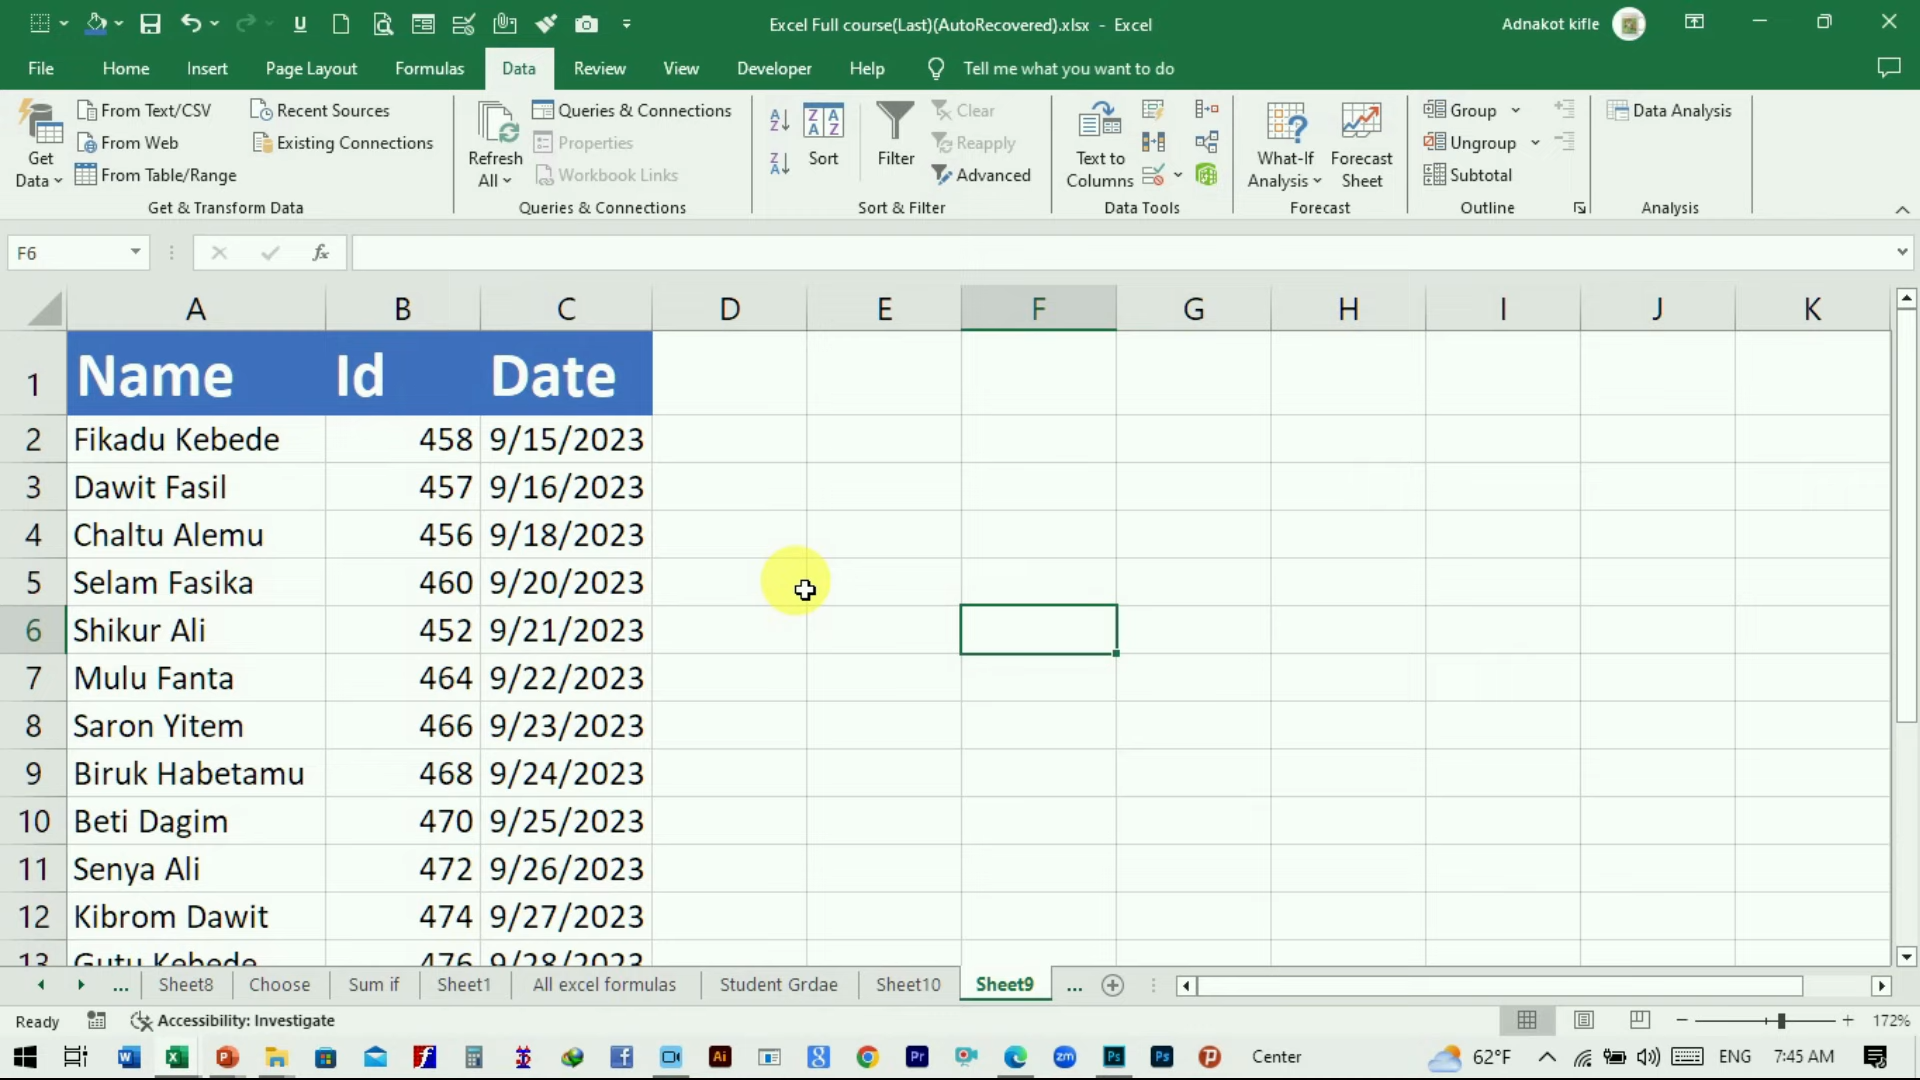 Excel Full course(Last)(AutoRecovered).xlsx - Excel
Adnakot kifle
File Home Insert Page Layout Formulas Data Review View Developer Help Tell me what you want to do
Get Data
From Text/CSV
From Web
From Table/Range
Recent Sources
Existing Connections
Get & Transform Data
Refresh All
Queries & Connections
Properties
Workbook Links
Queries & Connections
Sort
Filter
Clear
Reapply
Advanced
Sort & Filter
Text to Columns
Data Tools
What-If Analysis
Forecast Sheet
Forecast
Group
Ungroup
Subtotal
Outline
Data Analysis
Analysis
F6 fx
A B C D E F G H I J K
1 Name Id Date
2 Fikadu Kebede 458 9/15/2023
3 Dawit Fasil 457 9/16/2023
4 Chaltu Alemu 456 9/18/2023
5 Selam Fasika 460 9/20/2023
6 Shikur Ali 452 9/21/2023
7 Mulu Fanta 464 9/22/2023
8 Saron Yitem 466 9/23/2023
9 Biruk Habetamu 468 9/24/2023
10 Beti Dagim 470 9/25/2023
11 Senya Ali 472 9/26/2023
12 Kibrom Dawit 474 9/27/2023
13 Gutu Kebede 476 9/28/2023
... Sheet8 Choose Sum if Sheet1 All excel formulas Student Grdae Sheet10 Sheet9 ...
Ready Accessibility: Investigate 172%
Center 62°F ENG 7:45 AM